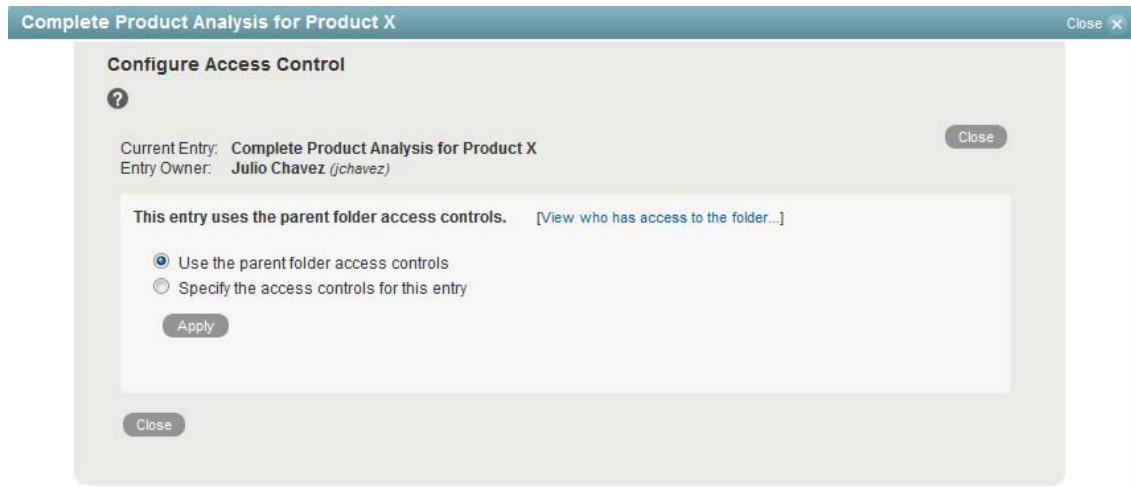 Complete Product Analysis for Product X Close
Configure Access Control
?
Close
Current Entry: Complete Product Analysis for Product X
Entry Owner: Julio Chavez (jchavez)
This entry uses the parent folder access controls. [View who has access to the folder...]
Use the parent folder access controls
Specify the access controls for this entry
Apply
Close